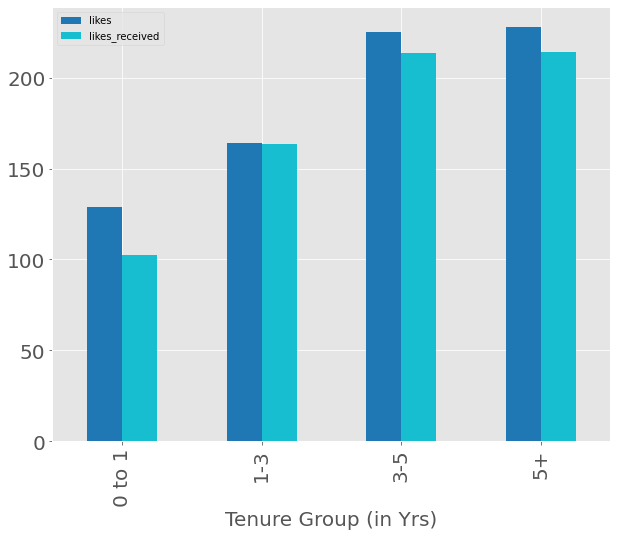 likes
likes_received
200
150
100
50
0
0 to 1
1-3
3-5
5+
Tenure Group (in Yrs)